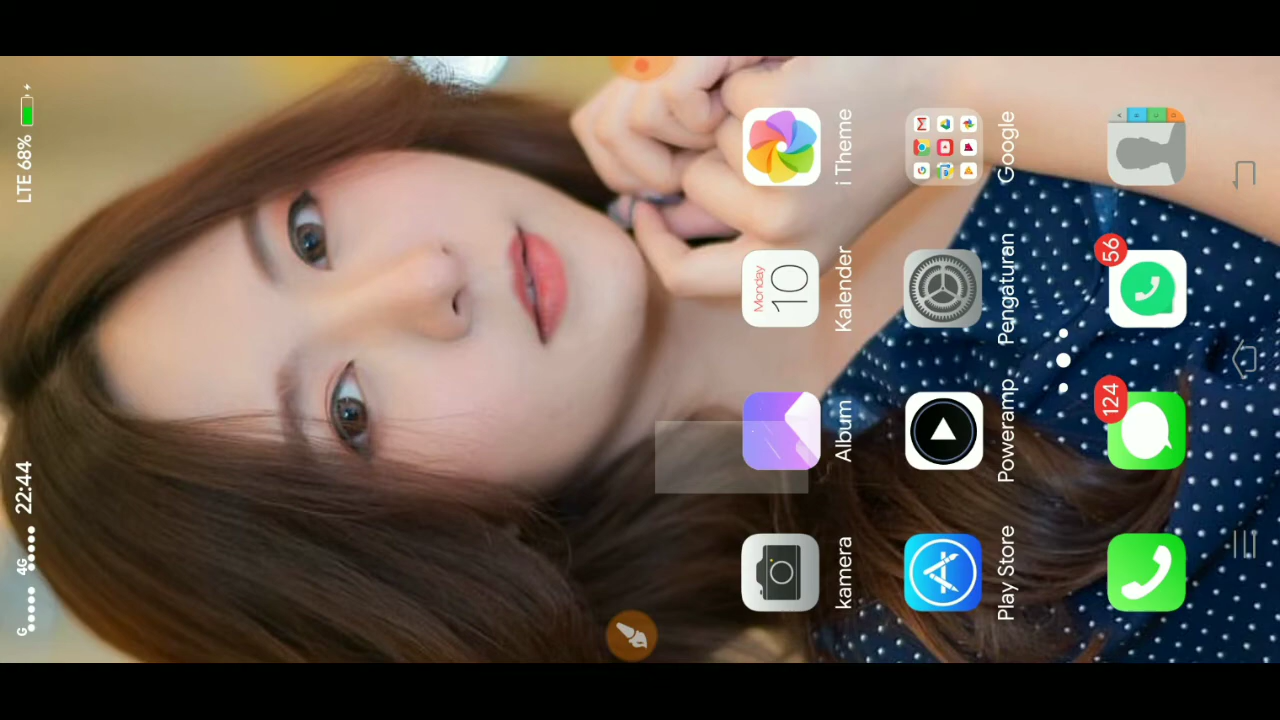 G 4G 22:44 LTE 68%
Monday
10
kamera Album Kalender i Theme
Play Store Poweramp Pengaturan Google
124 56